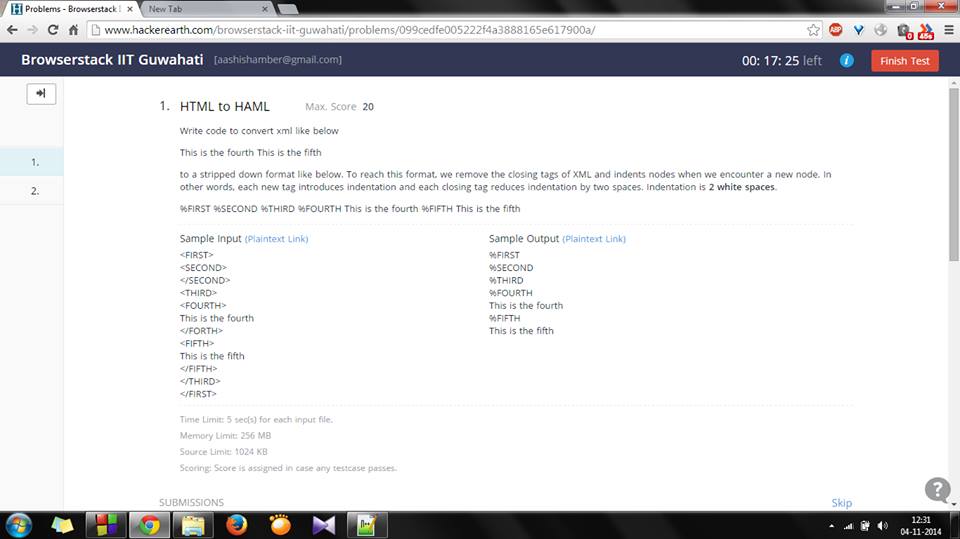 Problems - Browserstack I
New Tab
www.hackerearth.com/browserstack-iit-guwahati/problems/099cedfe005222f4a3888165e617900a/
ABP
0
45s
Browserstack IIT Guwahati [aashishamber@gmail.com]
00: 17: 25 left
i
Finish Test
1.
2.
1. HTML to HAML Max. Score 20
Write code to convert xml like below
This is the fourth This is the fifth
to a stripped down format like below. To reach this format, we remove the closing tags of XML and indents nodes when we encounter a new node. In
other words, each new tag introduces indentation and each closing tag reduces indentation by two spaces. Indentation is 2 white spaces.
%FIRST %SECOND %THIRD %FOURTH This is the fourth %FIFTH This is the fifth
Sample Input (Plaintext Link)
<FIRST>
<SECOND>
</SECOND>
<THIRD>
<FOURTH>
This is the fourth
</FORTH>
<FIFTH>
This is the fifth
</FIFTH>
</THIRD>
</FIRST>
Sample Output (Plaintext Link)
%FIRST
%SECOND
%THIRD
%FOURTH
This is the fourth
%FIFTH
This is the fifth
Time Limit: 5 sec(s) for each input file.
Memory Limit: 256 MB
Source Limit: 1024 KB
Scoring: Score is assigned in case any testcase passes.
SUBMISSIONS
Skip
?
12:31
04-11-2014